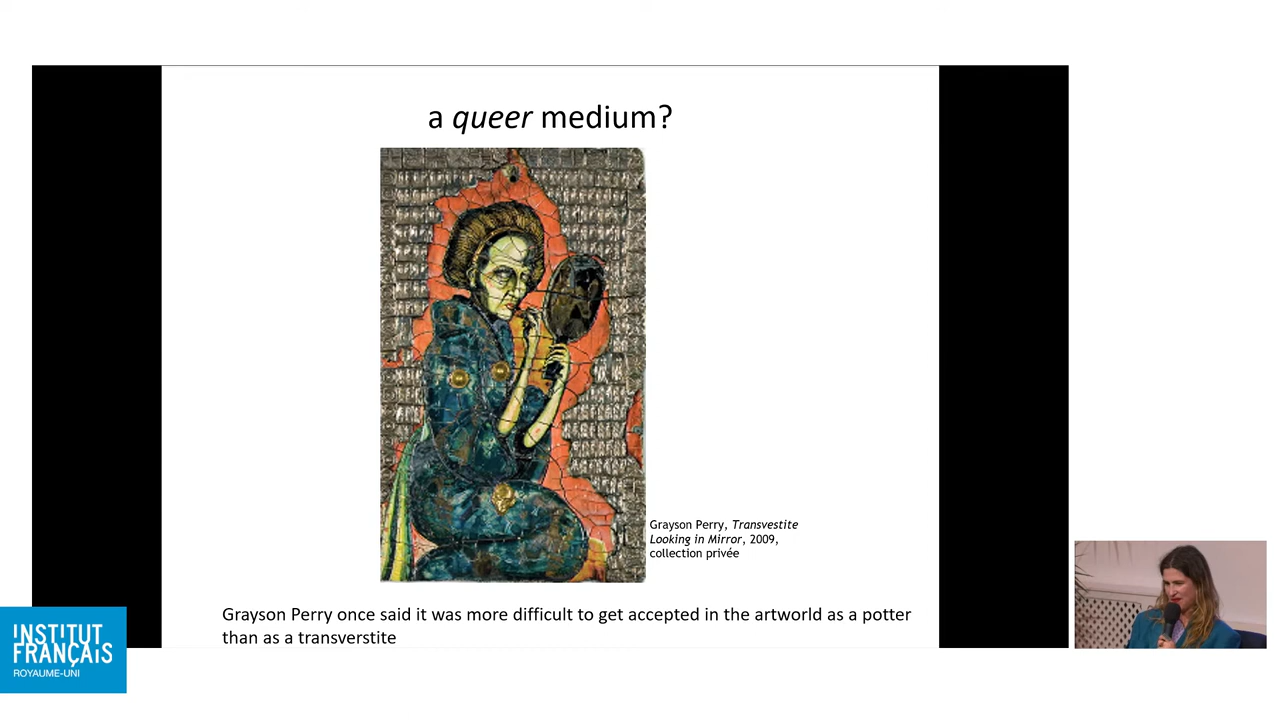 a queer medium?
Grayson Perry, Transvestite
Looking in Mirror, 2009,
collection privée
Grayson Perry once said it was more difficult to get accepted in the artworld as a potter
than as a transverstite
INSTITUT
FRANÇAIS
ROYAUME-UNI